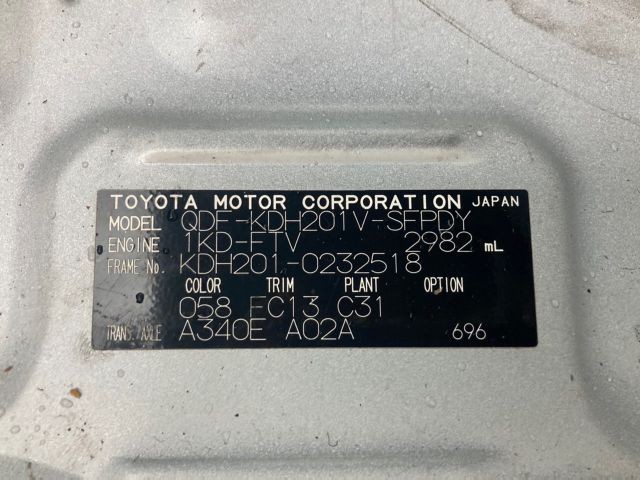 TOYOTA MOTOR CORPORATION JAPAN
MODEL QDF-KDH201V-SFPDY
ENGINE 1KD-FTV 2982 mL
FRAME No. KDH201-0232518
COLOR TRIM PLANT OPTION
058 FC13 C31
TRANS./AXLE A340E A02A 696